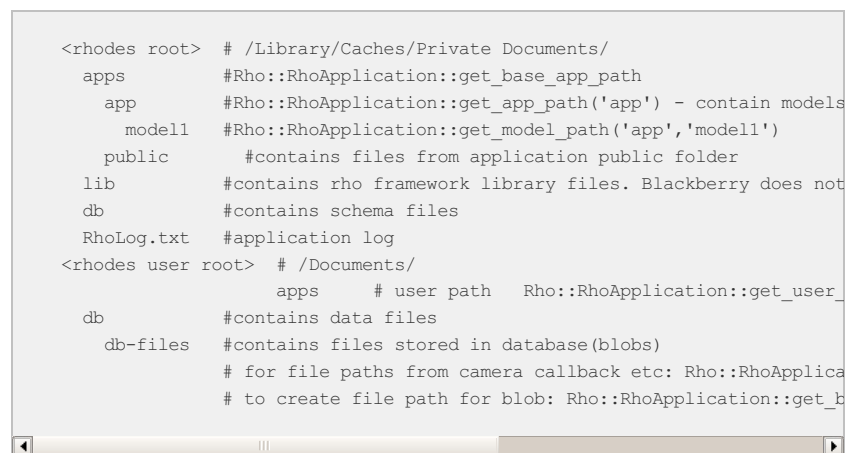 <rhodes root>  # /Library/Caches/Private Documents/
  apps         #Rho::RhoApplication::get_base_app_path
    app        #Rho::RhoApplication::get_app_path('app') - contain models
      model1   #Rho::RhoApplication::get_model_path('app','model1')
    public       #contains files from application public folder
  lib          #contains rho framework library files. Blackberry does not
  db           #contains schema files
  RhoLog.txt   #application log
<rhodes user root>  # /Documents/
                    apps     # user path   Rho::RhoApplication::get_user_
  db           #contains data files
    db-files   #contains files stored in database(blobs)
               # for file paths from camera callback etc: Rho::RhoApplica
               # to create file path for blob: Rho::RhoApplication::get_b